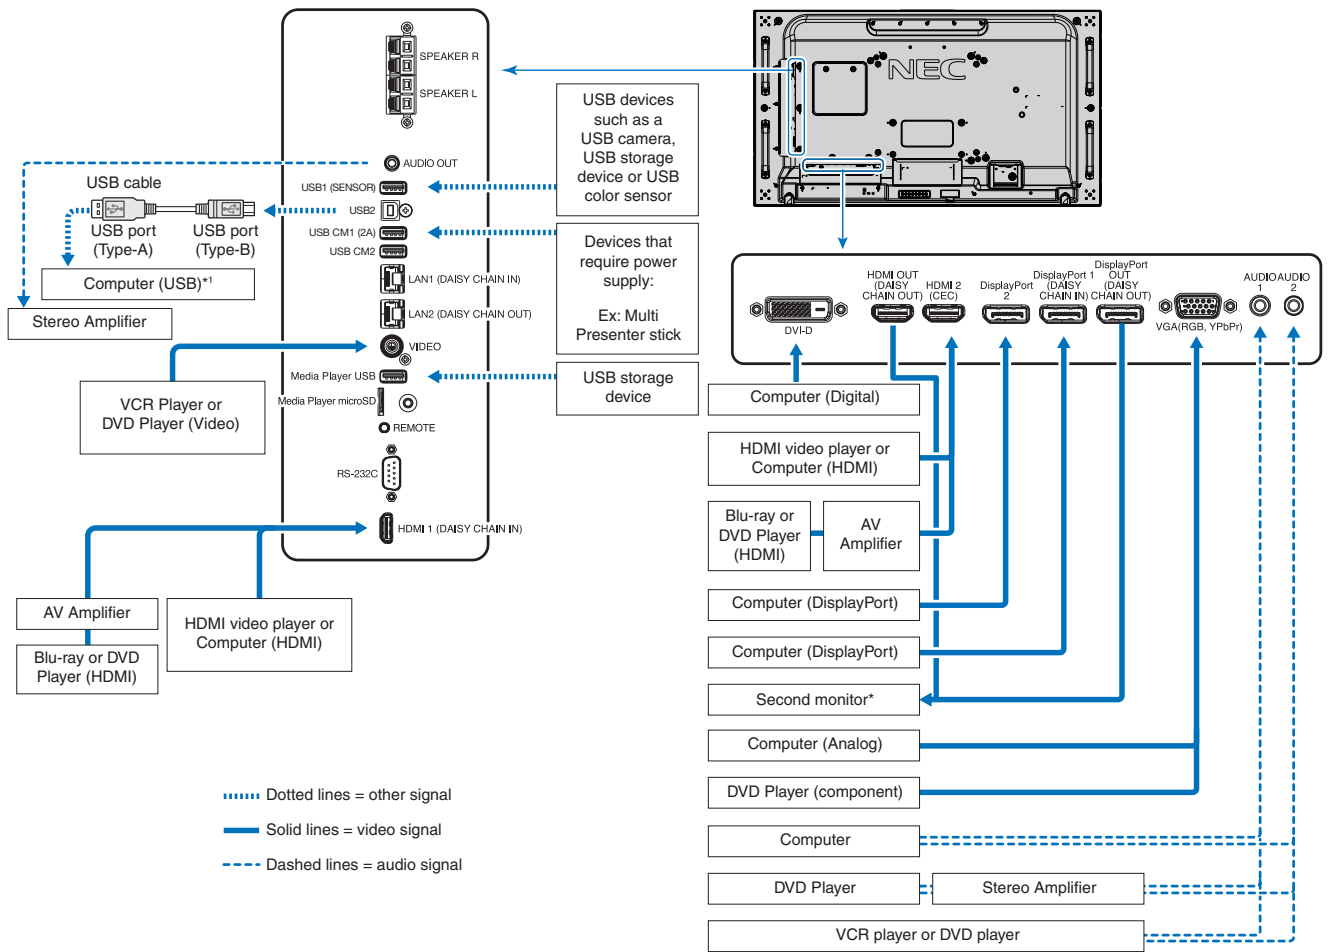 SPEAKER R
SPEAKER L
AUDIO OUT
USB1 (SENSOR)
USB2
USB CM1 (2A)
USB CM2
LAN1 (DAISY CHAIN IN)
LAN2 (DAISY CHAIN OUT)
VIDEO
Media Player USB
Media Player microSD
REMOTE
RS-232C
HDMI 1 (DAISY CHAIN IN)
USB cable
USB port
(Type-A)
USB port
(Type-B)
Computer (USB)*1
Stereo Amplifier
VCR Player or
DVD Player (Video)
AV Amplifier
Blu-ray or DVD
Player (HDMI)
HDMI video player or
Computer (HDMI)
USB devices
such as a
USB camera,
USB storage
device or USB
color sensor
Devices that
require power
supply:
Ex: Multi
Presenter stick
USB storage
device
NEC
DVI-D
HDMI OUT
(DAISY
CHAIN OUT)
HDMI 2
(CEC)
DisplayPort
2
DisplayPort 1
(DAISY
CHAIN IN)
DisplayPort
OUT
(DAISY
CHAIN OUT)
VGA(RGB, YPbPr)
AUDIO
1
AUDIO
2
Computer (Digital)
HDMI video player or
Computer (HDMI)
Blu-ray or
DVD Player
(HDMI)
AV
Amplifier
Computer (DisplayPort)
Computer (DisplayPort)
Second monitor*
Computer (Analog)
DVD Player (component)
Computer
DVD Player
Stereo Amplifier
VCR player or DVD player
Dotted lines = other signal
Solid lines = video signal
Dashed lines = audio signal